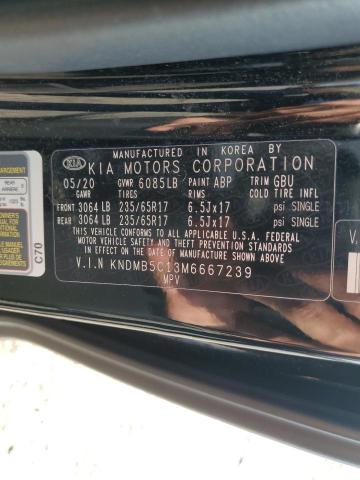 MANUFACTURED IN KOREA BY
KIA KIA MOTORS CORPORATION
05/20 GVWR 6085LB PAINT ABP TRIM GBU
GAWR TIRES RIMS COLD TIRE INFL
FRONT 3064 LB 235/65R17 6.5Jx17 psi SINGLE
REAR 3064 LB 235/65R17 6.5Jx17 psi SINGLE
THIS VEHICLE CONFORMS TO ALL APPLICABLE U.S.A. FEDERAL
MOTOR VEHICLE SAFETY STANDARDS IN EFFECT ON THE
DATE OF MANUFACTURE SHOWN ABOVE.
V.I.N KNDMB5C13M6667239
MPV
C70